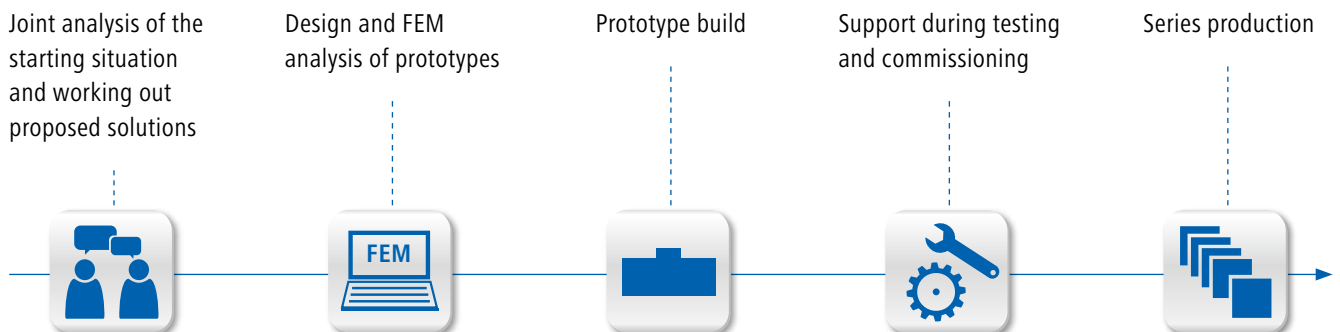 Joint analysis of the
starting situation
and working out
proposed solutions
Design and FEM
analysis of prototypes
Prototype build
Support during testing
and commissioning
Series production
FEM